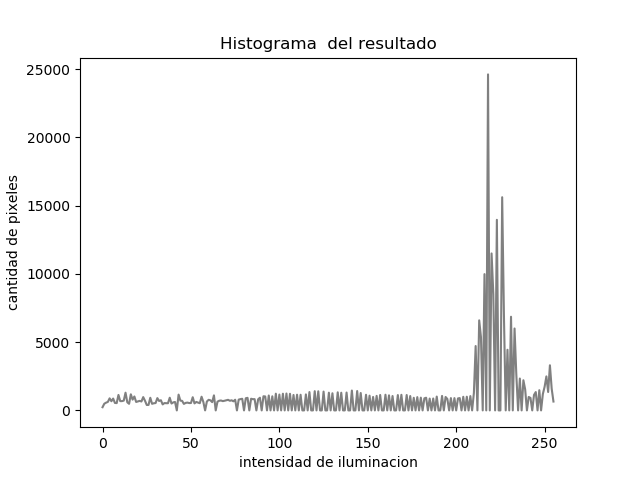 Histograma  del resultado
25000
20000
15000
10000
5000
0
cantidad de pixeles
0 50 100 150 200 250
intensidad de iluminacion